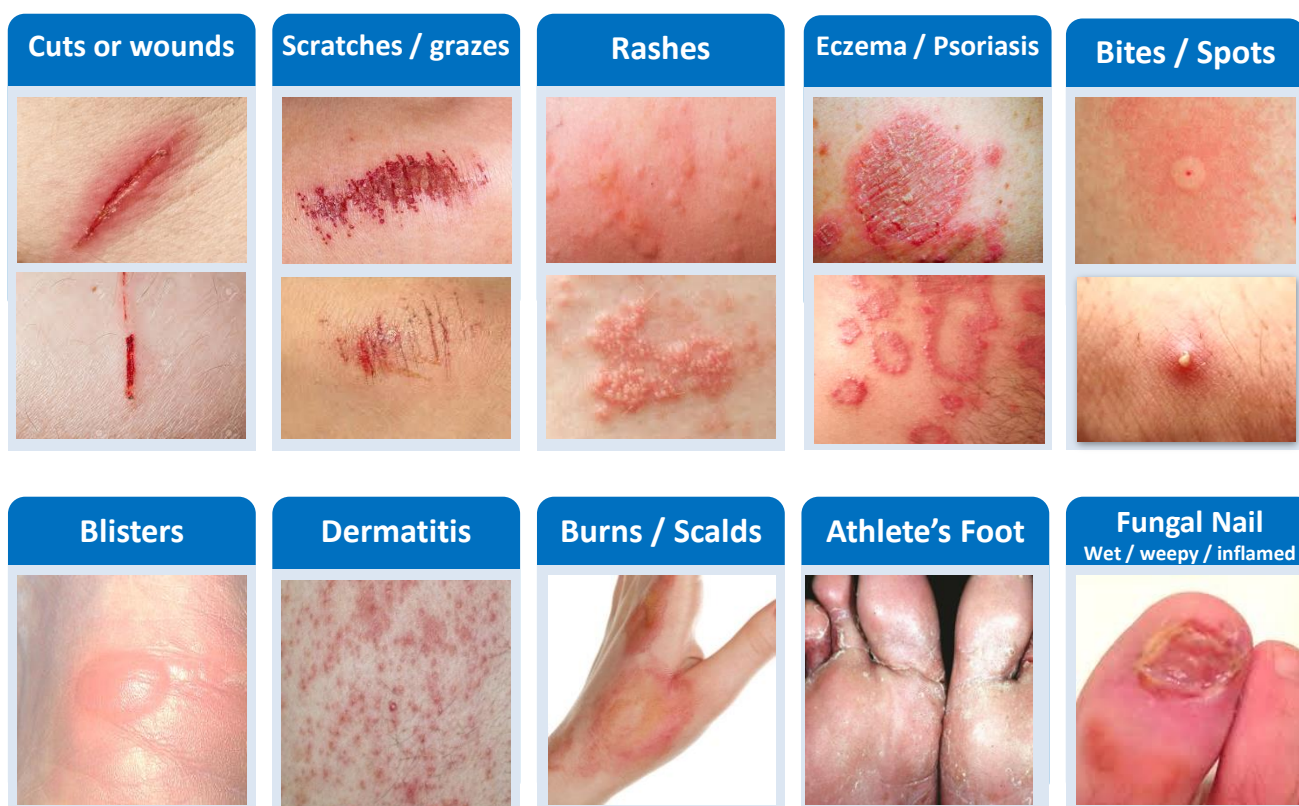 Cuts or wounds
Scratches / grazes
Rashes
Eczema / Psoriasis
Bites / Spots
Blisters
Dermatitis
Burns / Scalds
Athlete’s Foot
Fungal Nail
Wet / weepy / inflamed